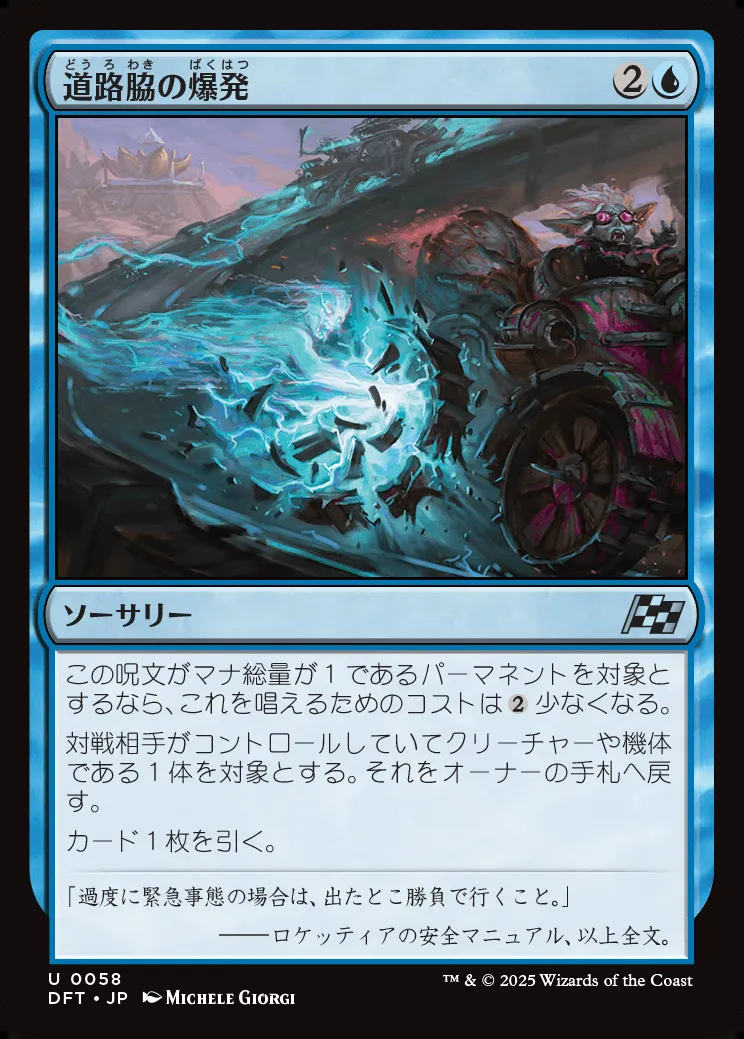 どうろわき ばくはつ
道路脇の爆発 2
ソーサリー
この呪文がマナ総量が1であるパーマネントを対象と
するなら、これを唱えるためのコストは2少なくなる。
対戦相手がコントロールしていてクリーチャーや機体
である1体を対象とする。それをオーナーの手札へ戻
す。
カード1枚を引く。
「過度に緊急事態の場合は、出たとこ勝負で行くこと。」
──ロケッティアの安全マニュアル、以上全文。
U 0058
DFT • JP MICHELE GIORGI
™ & © 2025 Wizards of the Coast